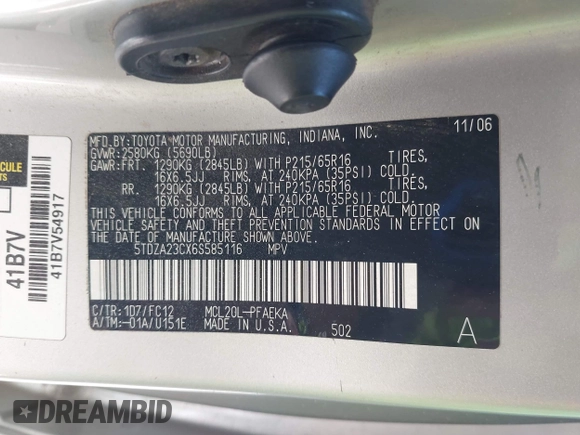 MFD.BY:TOYOTA MOTOR MANUFACTURING, INDIANA, INC. 11/06
GVWR:2580KG (5690LB)
GAWR:FRT. 1290KG (2845LB) WITH P215/65R16 TIRES,
16X6.5JJ RIMS, AT 240KPA (35PSI) COLD.
RR. 1290KG (2845LB) WITH P215/65R16 TIRES,
16X6.5JJ RIMS, AT 240KPA (35PSI) COLD.
THIS VEHICLE CONFORMS TO ALL APPLICABLE FEDERAL MOTOR
VEHICLE SAFETY AND THEFT PREVENTION STANDARDS IN EFFECT ON
THE DATE OF MANUFACTURE SHOWN ABOVE.
5TDZA23CX6S585116 MPV
C/TR:1D7/FC12 MCL20L-PFAEKA
A/TM:-01A/U151E MADE IN U.S.A. 502
A
41B7V
41B7V54917
DREAMBID